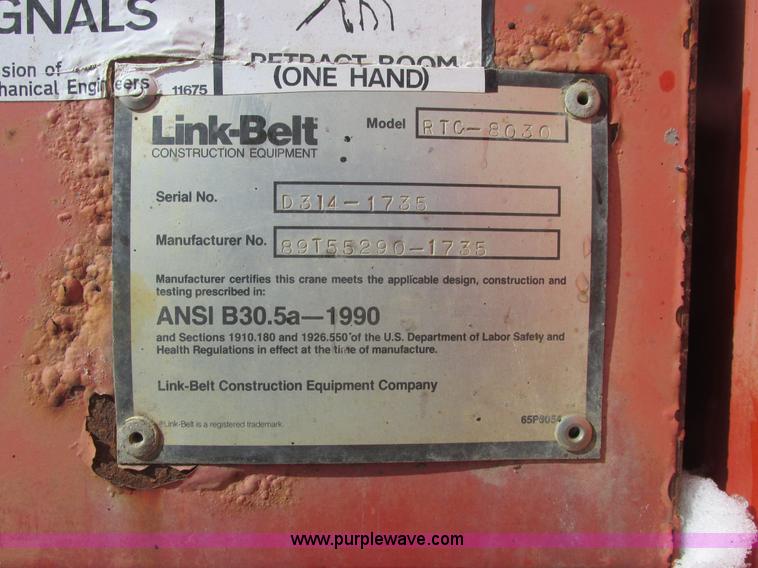 GNALS
sion of
hanical Engineers 11675
RETRACT BOOM
(ONE HAND)
Link-Belt®
CONSTRUCTION EQUIPMENT
Model RTC-8030
Serial No. D3I4-1735
Manufacturer No. 89T55290-1735
Manufacturer certifies this crane meets the applicable design, construction and
testing prescribed in:
ANSI B30.5a—1990
and Sections 1910.180 and 1926.550 of the U.S. Department of Labor Safety and
Health Regulations in effect at the time of manufacture.
Link-Belt Construction Equipment Company
®Link-Belt is a registered trademark.
65P8054
www.purplewave.com